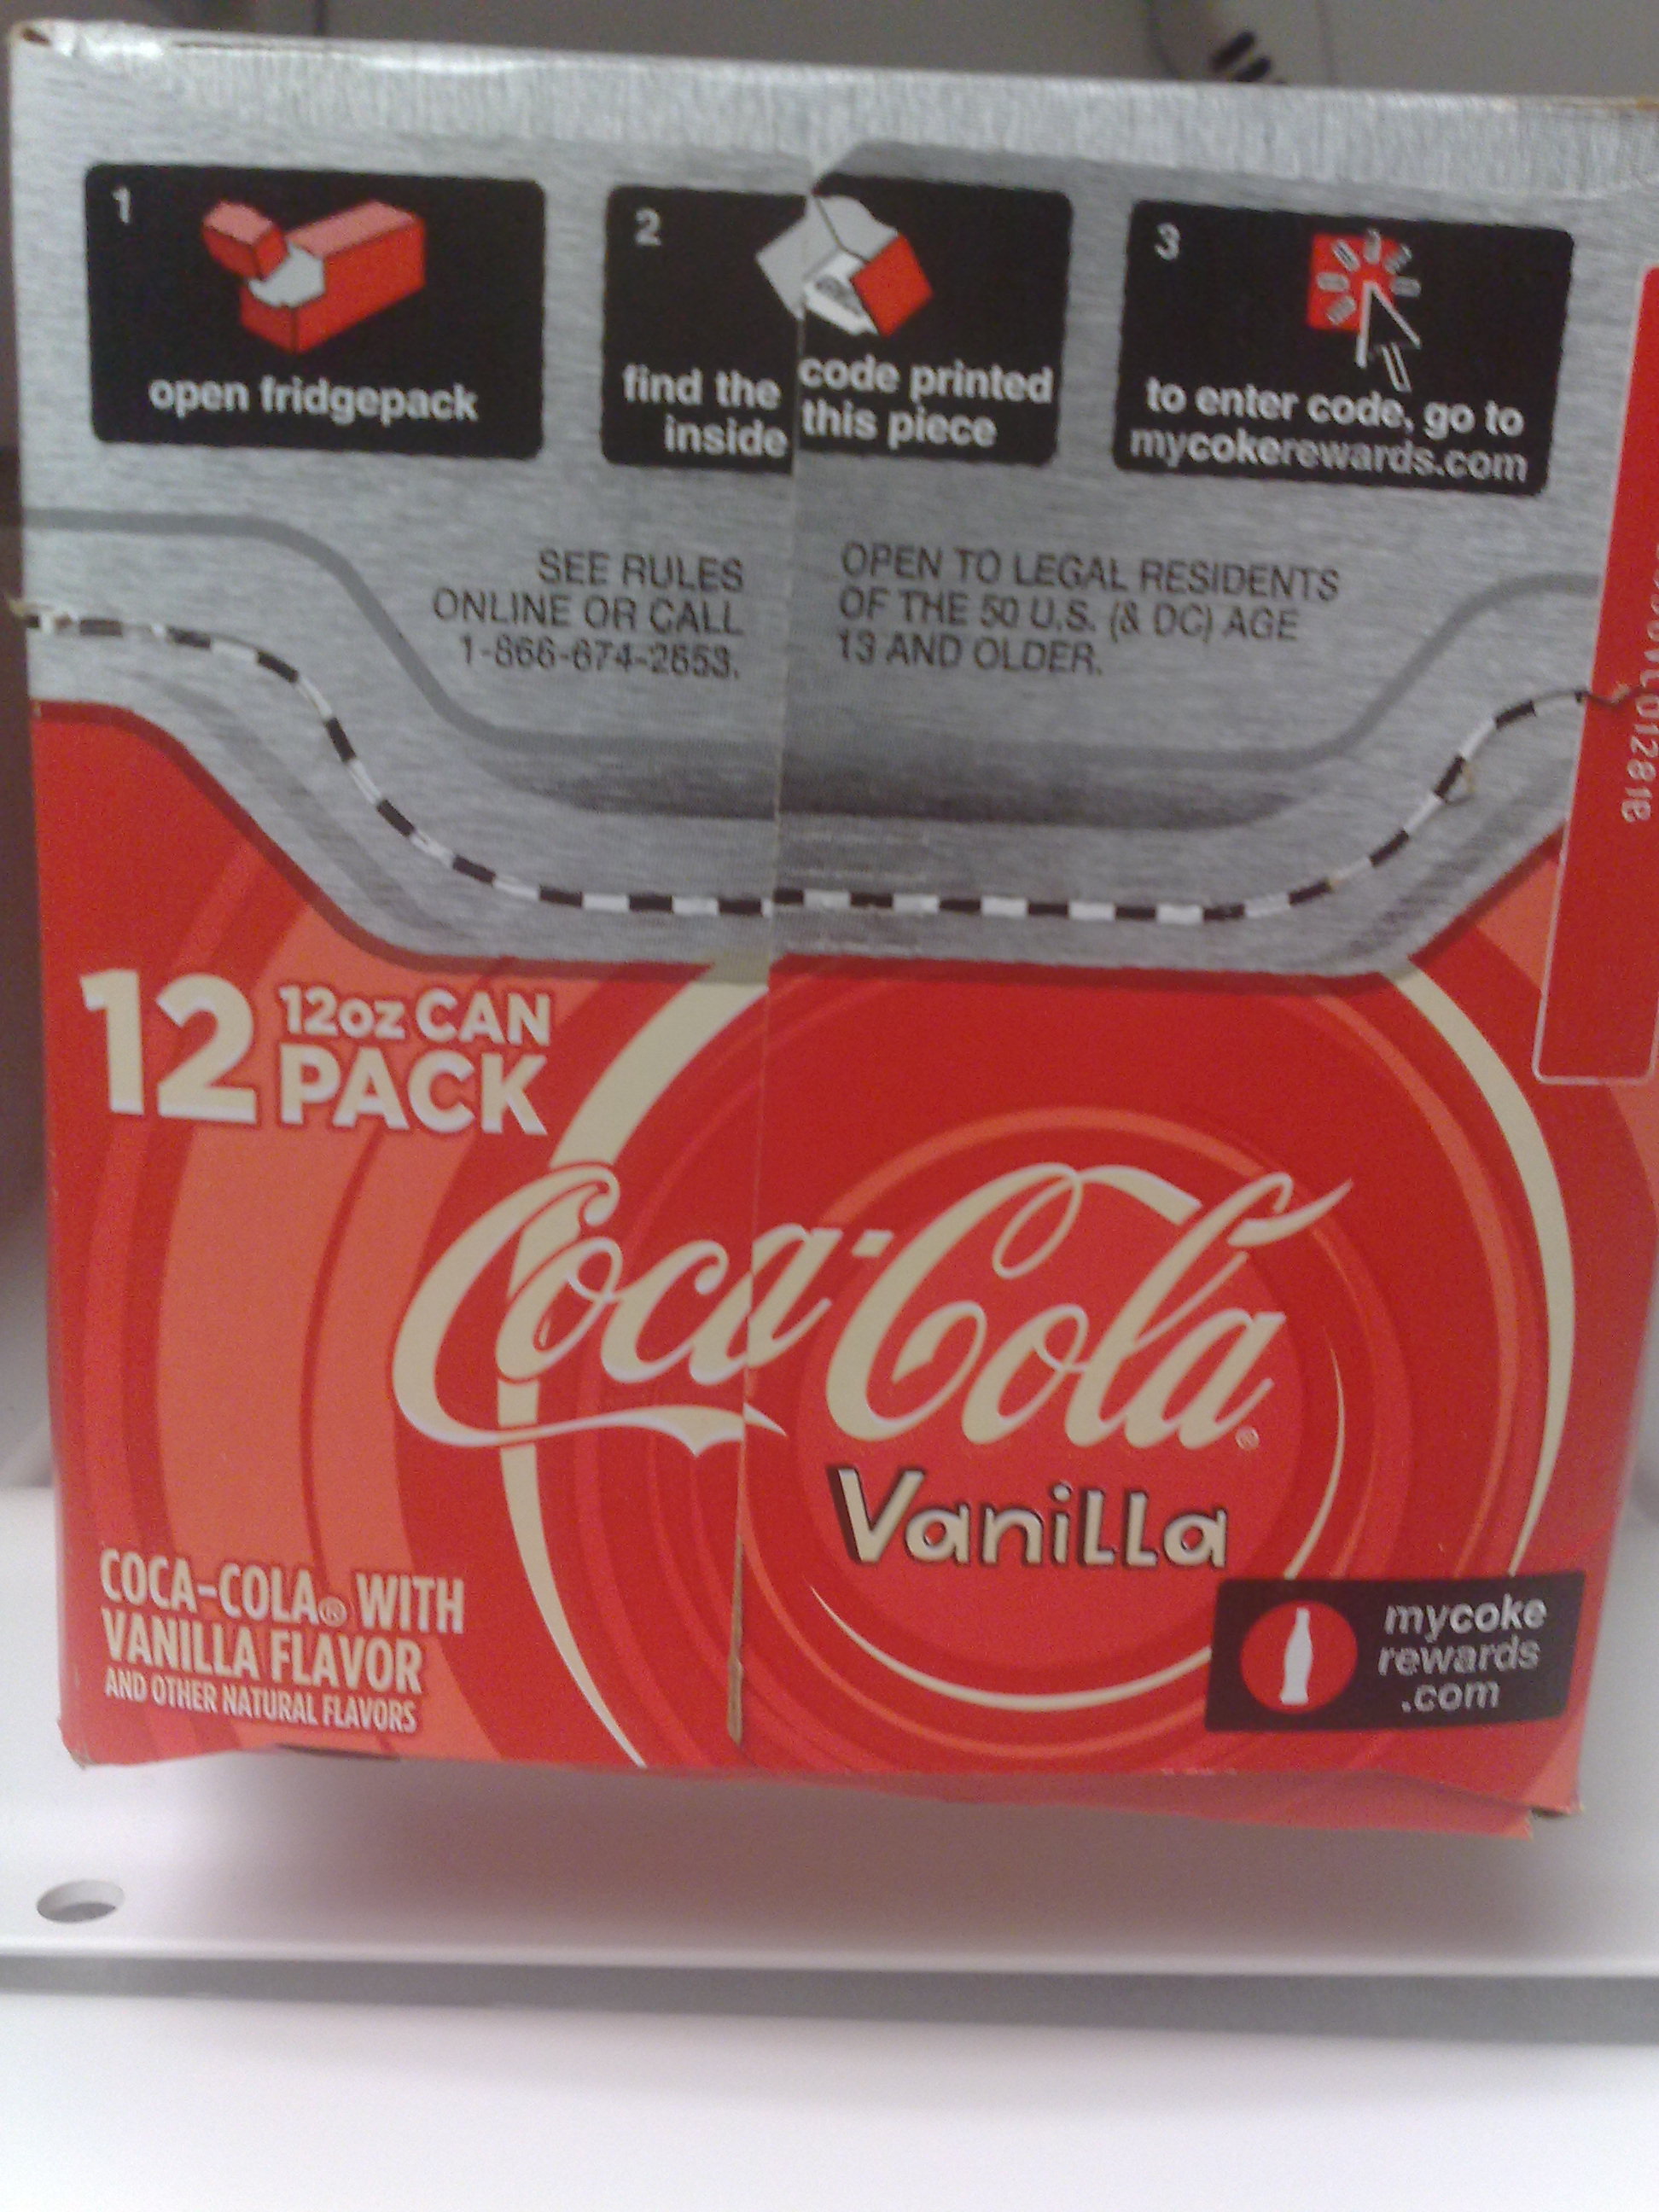 1
open fridgepack
2
find the code printed
inside this piece
3
to enter code, go to
mycokerewards.com
SEE RULES
ONLINE OR CALL
1-866-674-2653.
OPEN TO LEGAL RESIDENTS
OF THE 50 U.S. (& DC) AGE
13 AND OLDER.
12 12oz CAN
PACK
Coca-Cola®
Vanilla
COCA-COLA® WITH
VANILLA FLAVOR
AND OTHER NATURAL FLAVORS
mycoke
rewards
.com